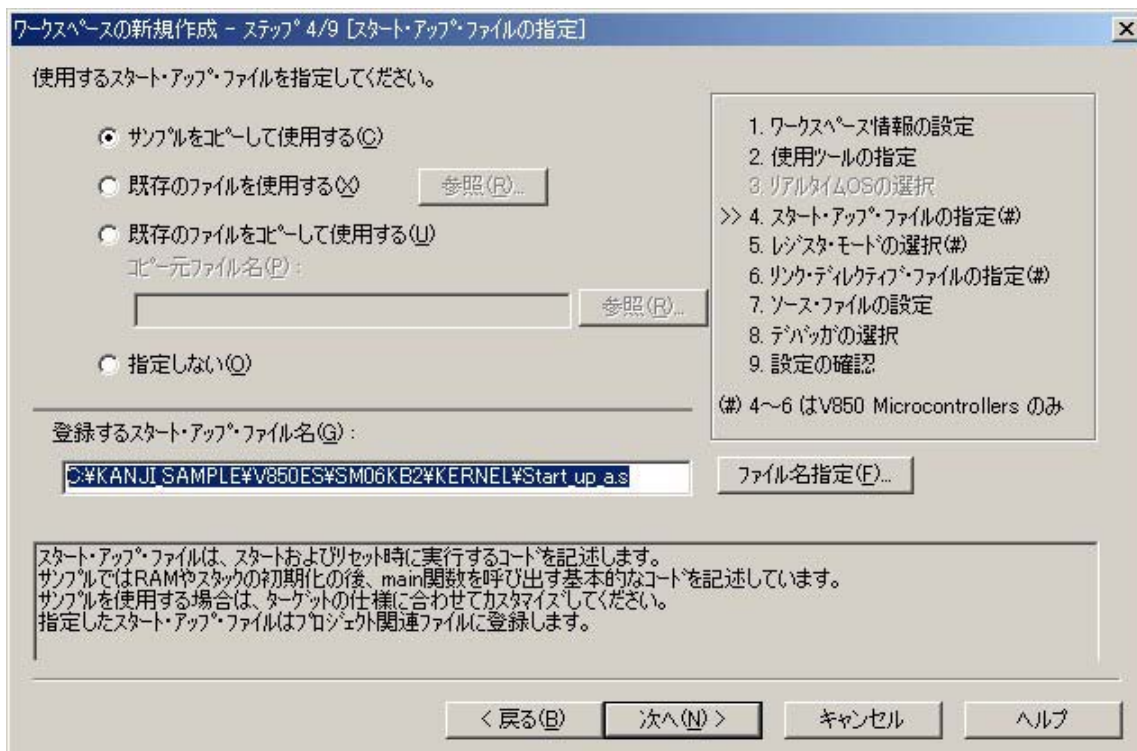 ワークスペースの新規作成 - ステップ 4/9 [スタート・アップ・ファイルの指定]
使用するスタート・アップ・ファイルを指定してください。
サンプルをコピーして使用する(C)
既存のファイルを使用する(X)
参照(R)...
既存のファイルをコピーして使用する(U)
コピー元ファイル名(P) :
参照(R)...
指定しない(O)
1. ワークスペース情報の設定
2. 使用ツールの指定
3. リアルタイムOSの選択
>> 4. スタート・アップ・ファイルの指定(#)
5. レジスタ・モードの選択(#)
6. リンク・ディレクティブ・ファイルの指定(#)
7. ソース・ファイルの設定
8. デバッガの選択
9. 設定の確認
(#) 4～6 はV850 Microcontrollers のみ
登録するスタート・アップ・ファイル名(G) :
C:¥KANJI_SAMPLE¥V850ES¥SM06KB2¥KERNEL¥Start_up_a.s
ファイル名指定(F)...
スタート・アップ・ファイルは、スタートおよびリセット時に実行するコードを記述します。
サンプルではRAMやスタックの初期化の後、main関数を呼び出す基本的なコードを記述しています。
サンプルを使用する場合は、ターゲットの仕様に合わせてカスタマイズしてください。
指定したスタート・アップ・ファイルはプロジェクト関連ファイルに登録します。
< 戻る(B)
次へ(N) >
キャンセル
ヘルプ